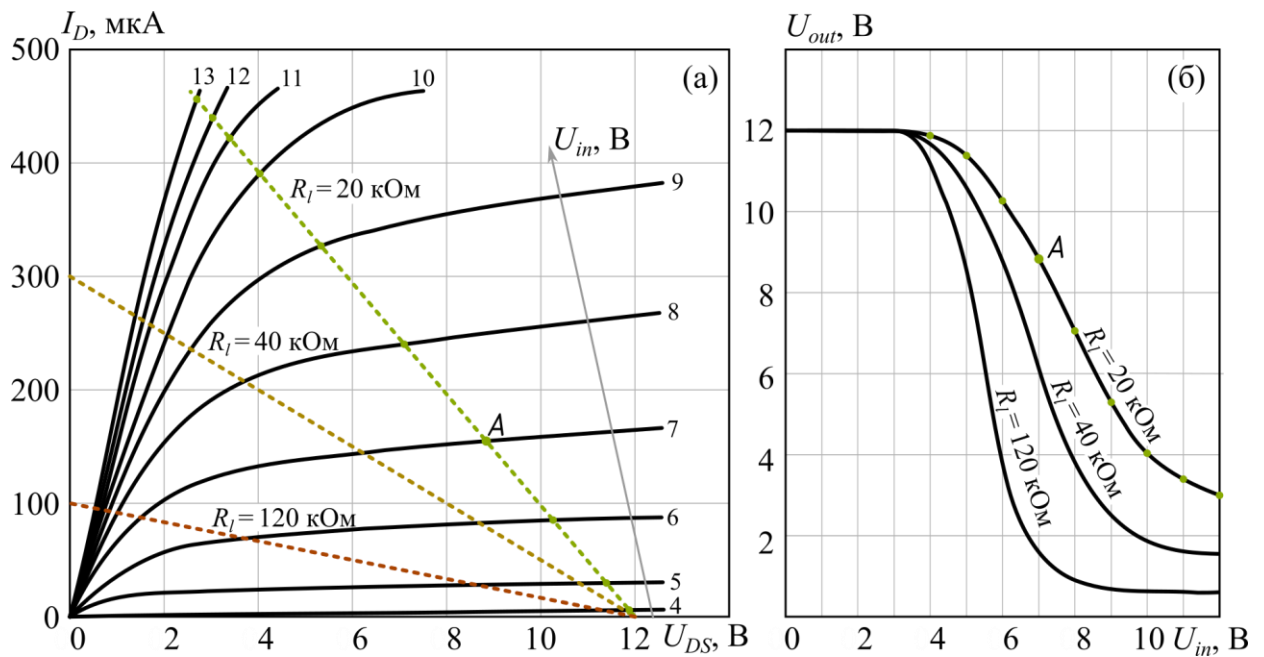 I_D, мкА
500
400
300
200
100
0
2
4
6
8
10
12
U_DS, В
13
12
11
10
9
8
7
6
5
4
(а)
U_in, В
R_l = 20 кОм
R_l = 40 кОм
R_l = 120 кОм
A
U_out, В
(б)
12
10
8
6
4
2
0
2
4
6
8
10
U_in, В
A
R_l = 20 кОм
R_l = 40 кОм
R_l = 120 кОм